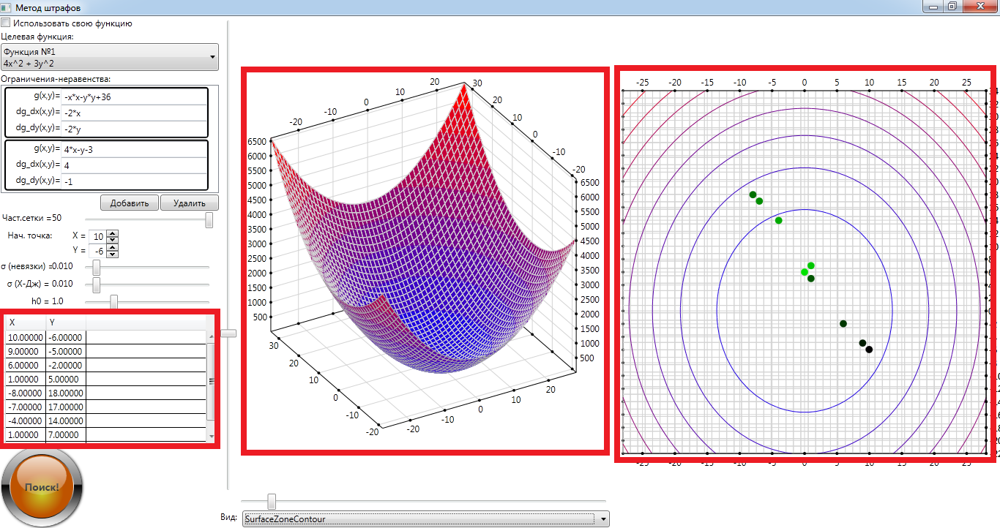 Метод штрафов
Использовать свою функцию
Целевая функция:
Функция №1
4x^2 + 3y^2
Ограничения-неравенства:
g(x,y)= -x*x-y*y+36
dg_dx(x,y)= -2*x
dg_dy(x,y)= -2*y
g(x,y)= 4*x-y-3
dg_dx(x,y)= 4
dg_dy(x,y)= -1
Добавить Удалить
Част.сетки =50
Нач. точка: X = 10
Y = -6
σ (невязки) =0.010
σ (Х-Дж) = 0.010
h0 = 1.0
X Y
10.00000 -6.00000
9.00000 -5.00000
6.00000 -2.00000
1.00000 5.00000
-8.00000 18.00000
-7.00000 17.00000
-4.00000 14.00000
1.00000 7.00000
Поиск!
-20 -10 0 10 20
30 20 10 0 -10 -20
6500
6000
5500
5000
4500
4000
3500
3000
2500
2000
1500
1000
500
6500
6000
5500
5000
4500
4000
3500
3000
2500
2000
1500
1000
500
30 20 10 0 -10 -20
-20 -10 0 10 20
Вид: SurfaceZoneContour
-25 -20 -15 -10 -5 0 5 10 15 20 25
-25 -20 -15 -10 -5 0 5 10 15 20 25